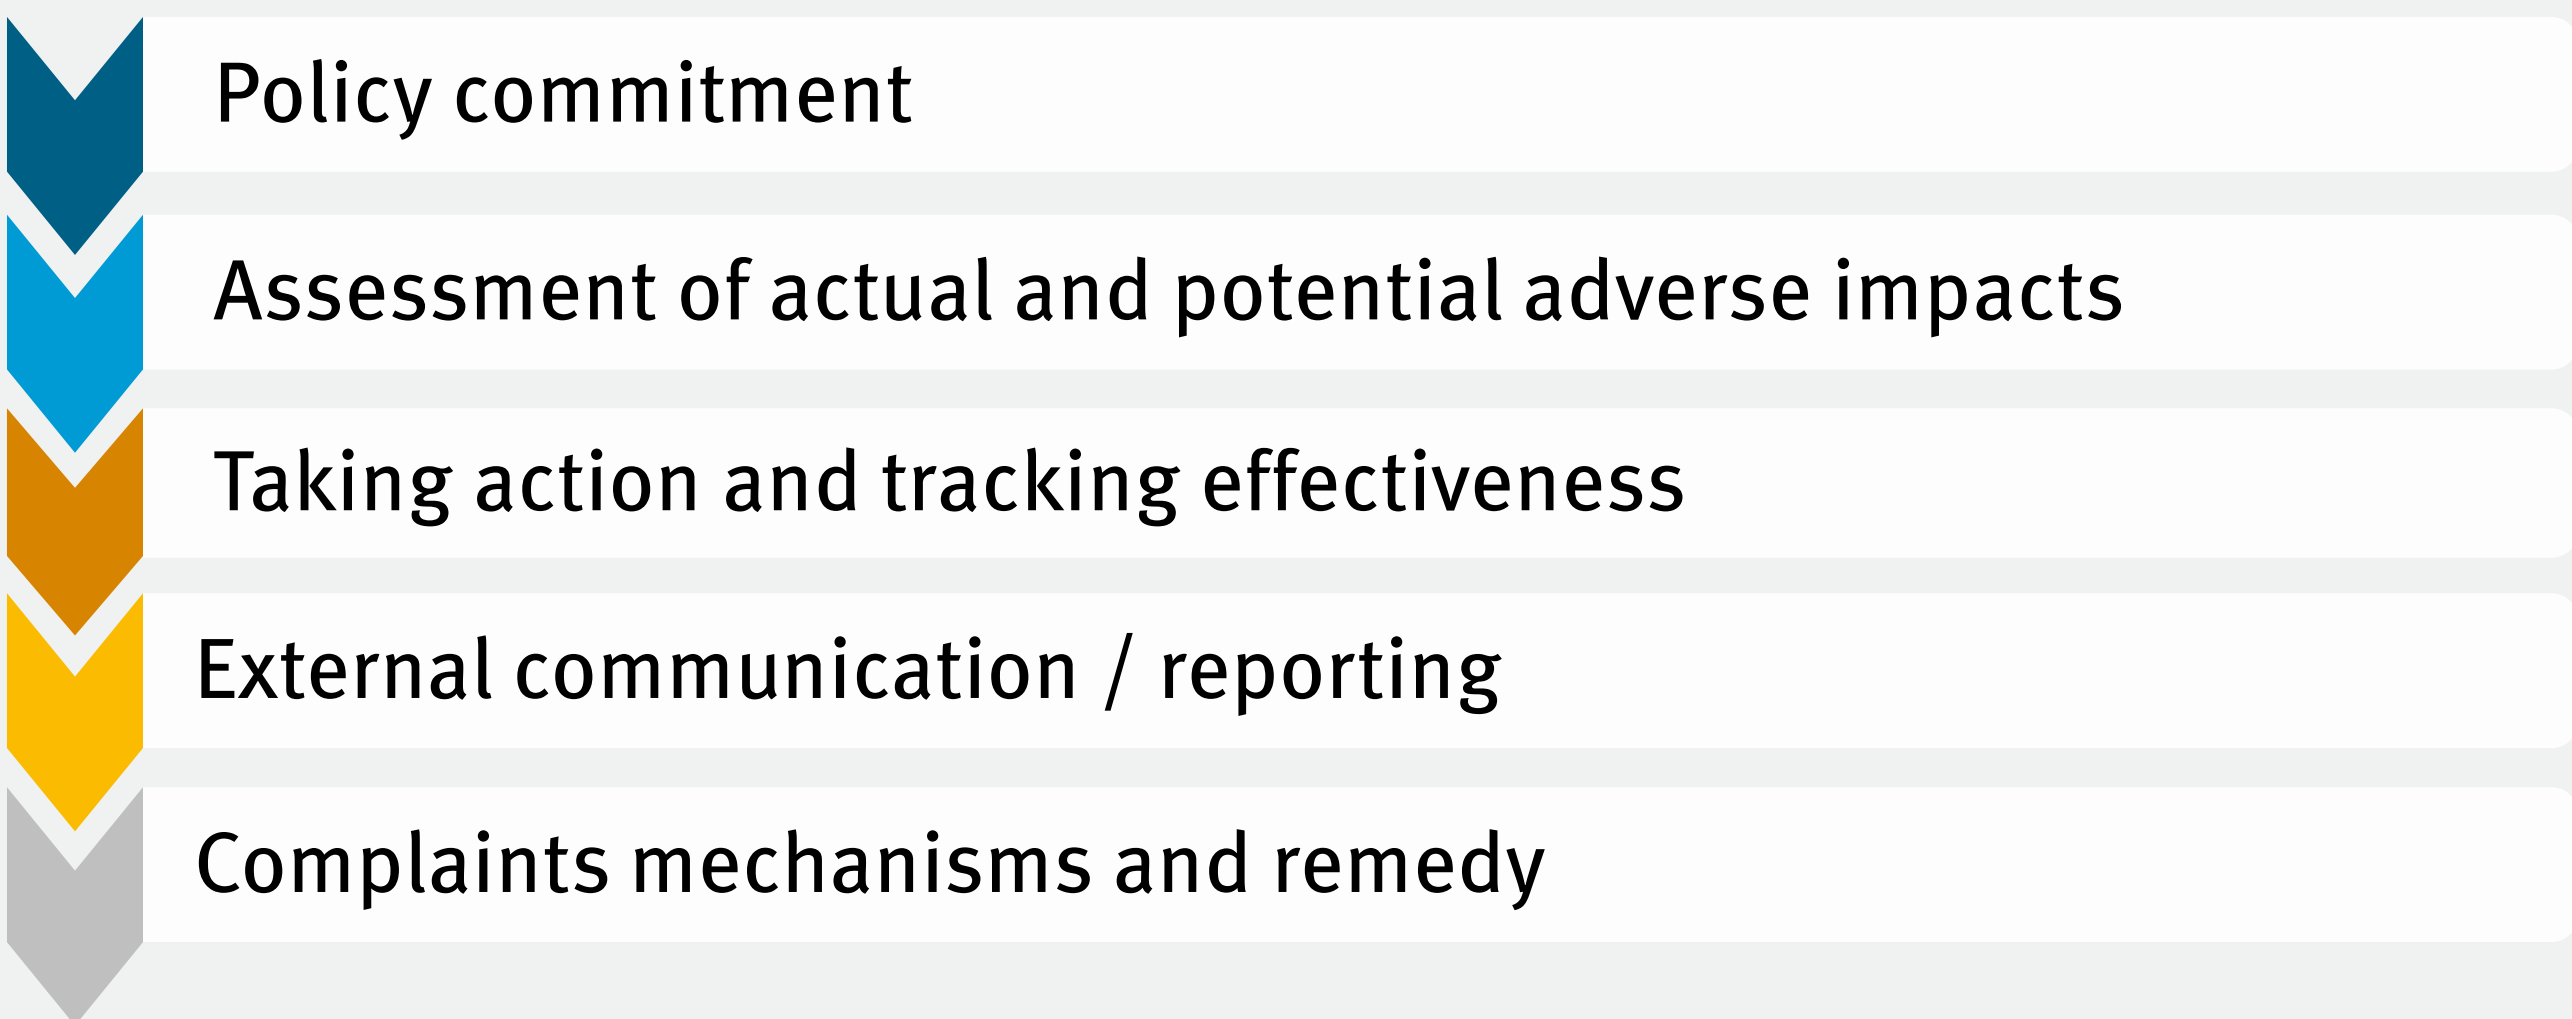 Policy commitment
Assessment of actual and potential adverse impacts
Taking action and tracking effectiveness
External communication / reporting
Complaints mechanisms and remedy